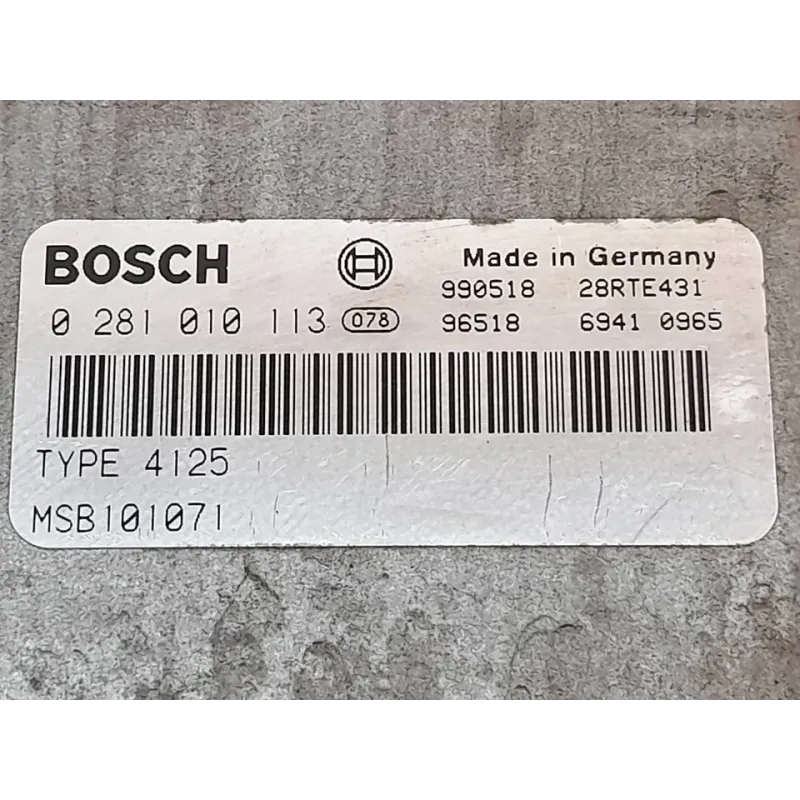 BOSCH Made in Germany
990518 28RTE431
0 281 010 113 078 96518 6941 0965
TYPE 4125
MSB101071